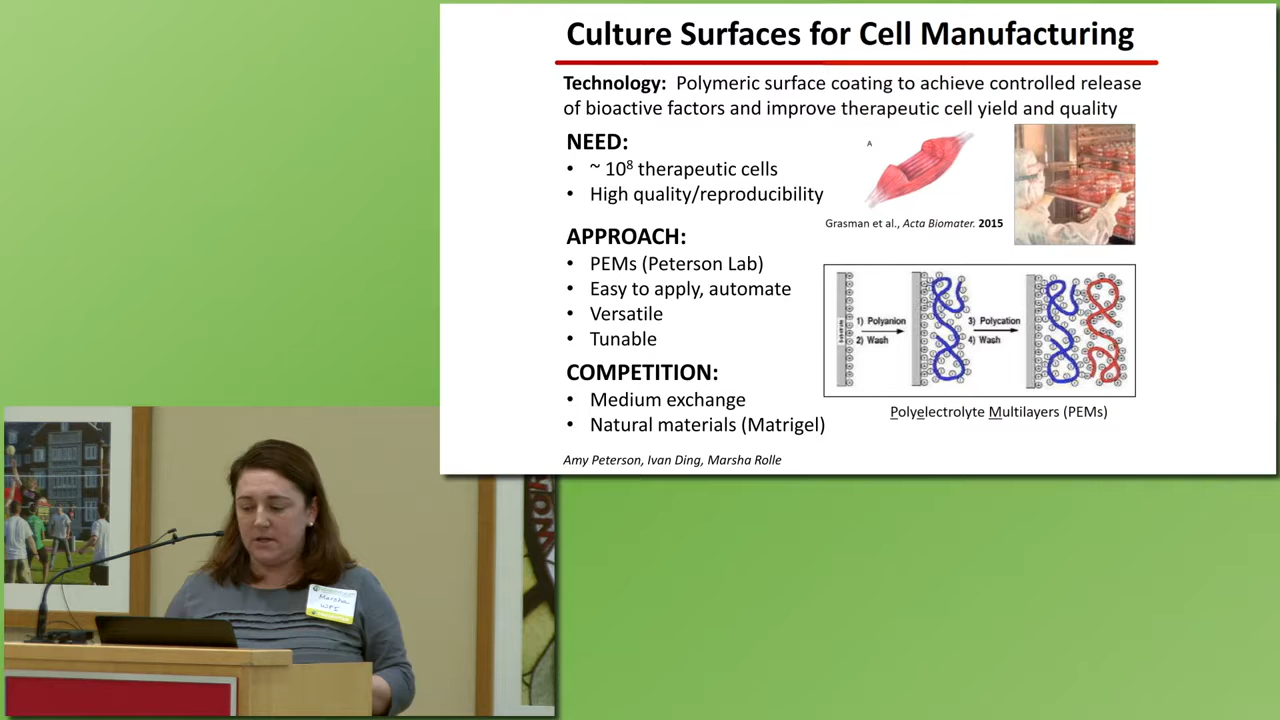 Culture Surfaces for Cell Manufacturing
Technology: Polymeric surface coating to achieve controlled release
of bioactive factors and improve therapeutic cell yield and quality
NEED:
• ~ 10⁸ therapeutic cells
• High quality/reproducibility
A
Grasman et al., Acta Biomater. 2015
APPROACH:
• PEMs (Peterson Lab)
• Easy to apply, automate
• Versatile
• Tunable
1) Polyanion
2) Wash
3) Polycation
4) Wash
Polyelectrolyte Multilayers (PEMs)
COMPETITION:
• Medium exchange
• Natural materials (Matrigel)
Amy Peterson, Ivan Ding, Marsha Rolle
Marsha
WPI